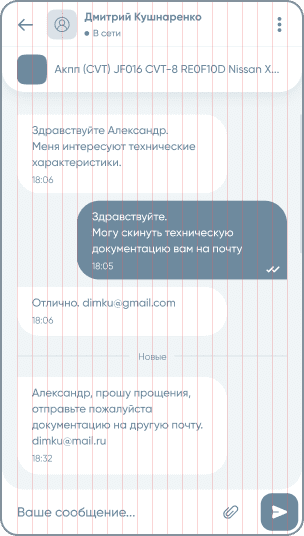 Дмитрий Кушнаренко
В сети
Акпп (CVT) JF016 CVT-8 RE0F10D Nissan X...
Здравствуйте Александр.
Меня интересуют технические
характеристики.
18:06
Здравствуйте.
Могу скинуть техническую
документацию вам на почту
18:05
Отлично. dimku@gmail.com
18:06
Новые
Александр, прошу прощения,
отправьте пожалуйста
документацию на другую почту.
dimku@mail.ru
18:32
Ваше сообщение...